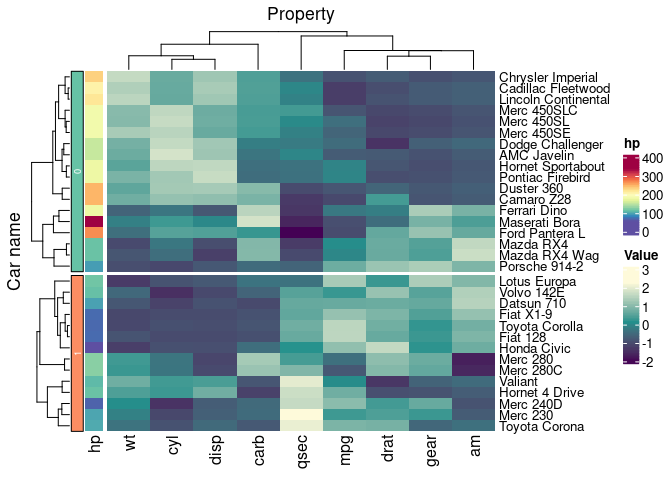 Property
Car name
0
1
Chrysler Imperial
Cadillac Fleetwood
Lincoln Continental
Merc 450SLC
Merc 450SL
Merc 450SE
Dodge Challenger
AMC Javelin
Hornet Sportabout
Pontiac Firebird
Duster 360
Camaro Z28
Ferrari Dino
Maserati Bora
Ford Pantera L
Mazda RX4
Mazda RX4 Wag
Porsche 914-2
Lotus Europa
Volvo 142E
Datsun 710
Fiat X1-9
Toyota Corolla
Fiat 128
Honda Civic
Merc 280
Merc 280C
Valiant
Hornet 4 Drive
Merc 240D
Merc 230
Toyota Corona
hp wt cyl disp carb qsec mpg drat gear am
hp
400
300
200
100
0
Value
3
2
1
0
-1
-2